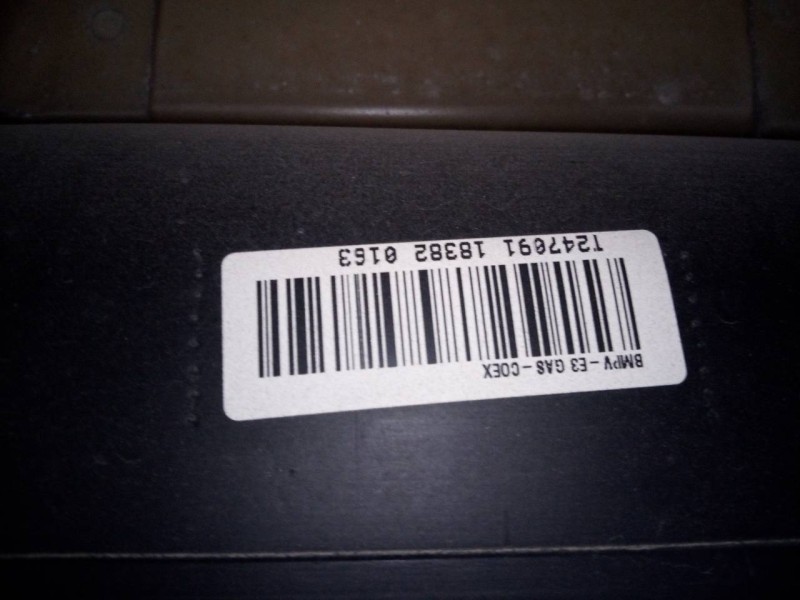 BMPV-E3 GAS-COEX
T247091 18382 0163